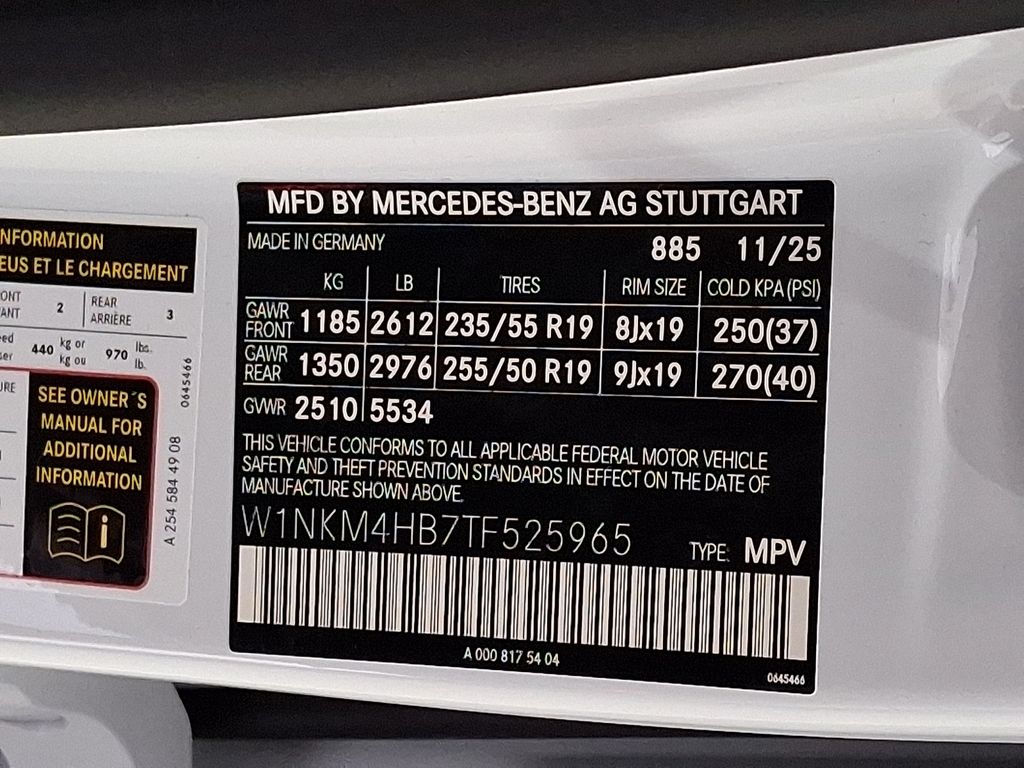 NFORMATION
EUS ET LE CHARGEMENT
ONT
ANT
2
REAR
ARRIÈRE
3
eed
ser
440
kg or
kg ou
970
lbs.
lb.
URE
SEE OWNER´S
MANUAL FOR
ADDITIONAL
INFORMATION
0645466
A 254 584 49 08
MFD BY MERCEDES-BENZ AG STUTTGART
MADE IN GERMANY 885 11/25
KG LB TIRES RIM SIZE COLD KPA (PSI)
GAWR FRONT 1185 2612 235/55 R19 8Jx19 250(37)
GAWR REAR 1350 2976 255/50 R19 9Jx19 270(40)
GVWR 2510 5534
THIS VEHICLE CONFORMS TO ALL APPLICABLE FEDERAL MOTOR VEHICLE
SAFETY AND THEFT PREVENTION STANDARDS IN EFFECT ON THE DATE OF
MANUFACTURE SHOWN ABOVE.
W1NKM4HB7TF525965 TYPE: MPV
A 000 817 54 04
0645466